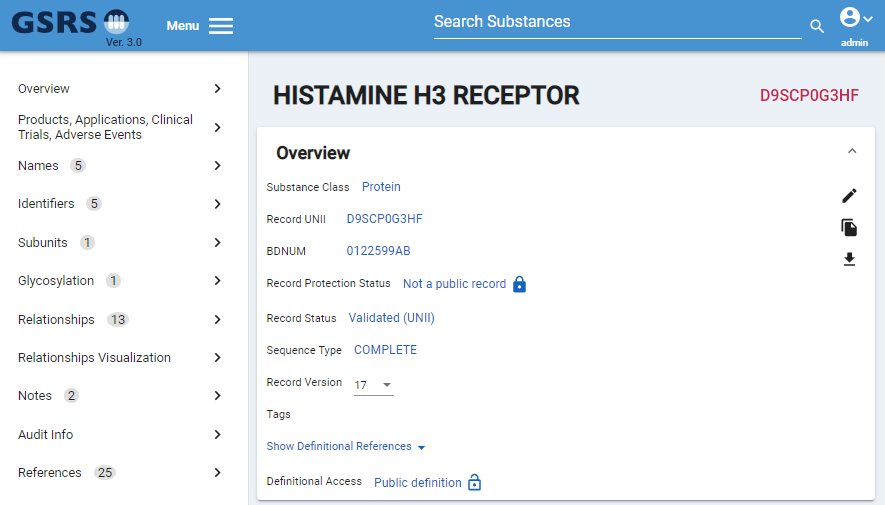 GSRS
Ver. 3.0
Menu
Search Substances
admin
Overview
Products, Applications, Clinical
Trials, Adverse Events
Names 5
Identifiers 5
Subunits 1
Glycosylation 1
Relationships 13
Relationships Visualization
Notes 2
Audit Info
References 25
HISTAMINE H3 RECEPTOR
D9SCP0G3HF
Overview
Substance Class Protein
Record UNII D9SCP0G3HF
BDNUM 0122599AB
Record Protection Status Not a public record
Record Status Validated (UNII)
Sequence Type COMPLETE
Record Version 17
Tags
Show Definitional References
Definitional Access Public definition